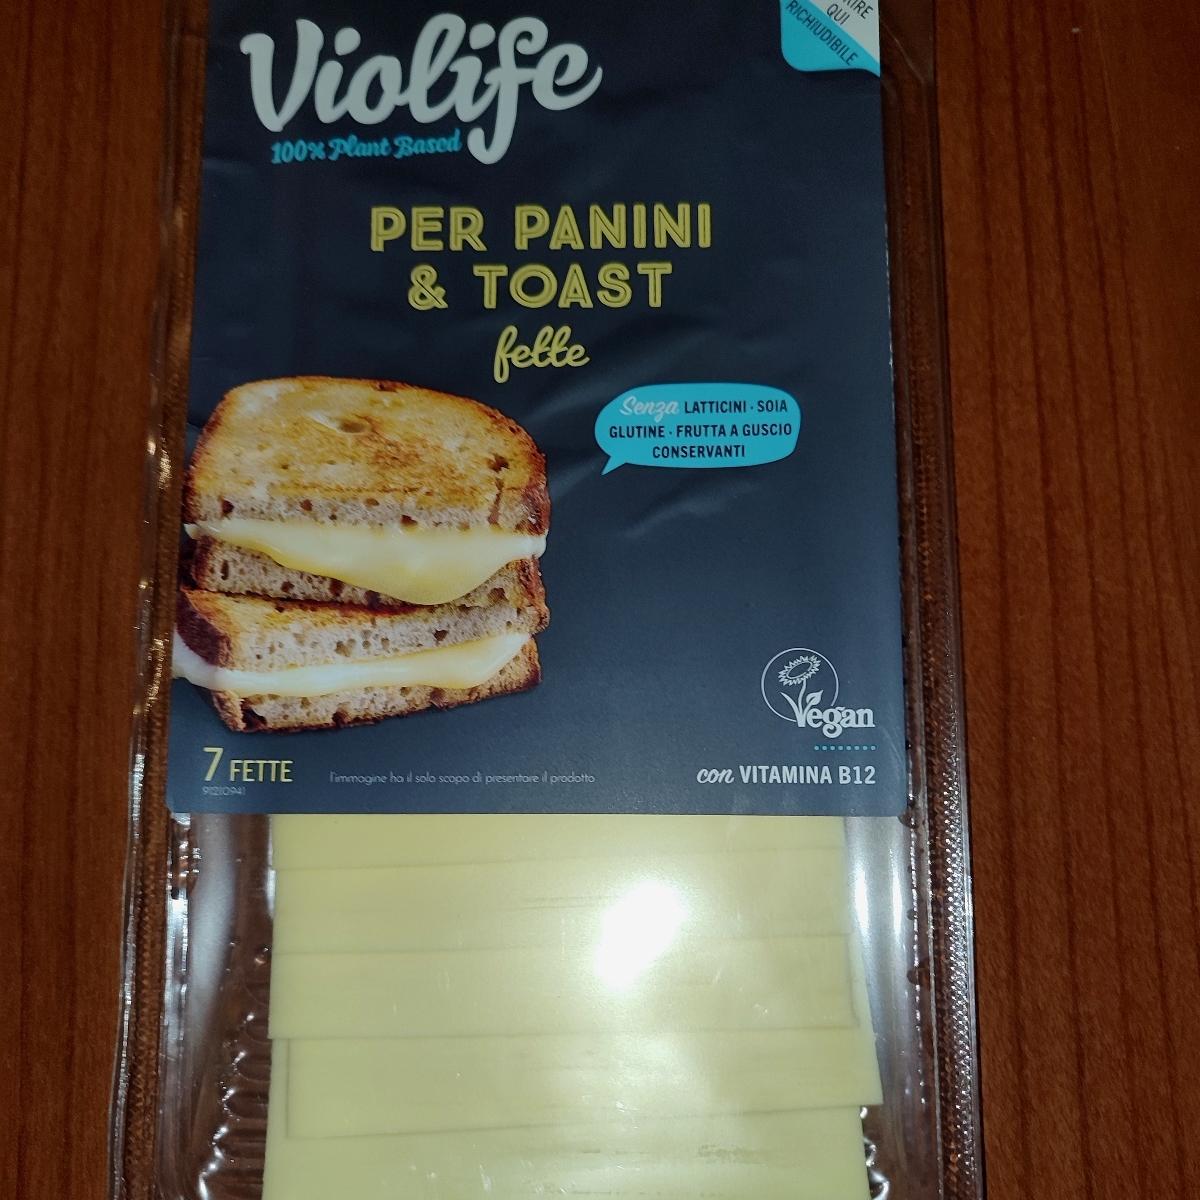 Violife
100% Plant Based
QUI
RICHIUDIBILE
PER PANINI
& TOAST
fette
Senza LATTICINI · SOIA
GLUTINE · FRUTTA A GUSCIO
CONSERVANTI
Vegan
7 FETTE
91210941
l'immagine ha il solo scopo di presentare il prodotto
con VITAMINA B12